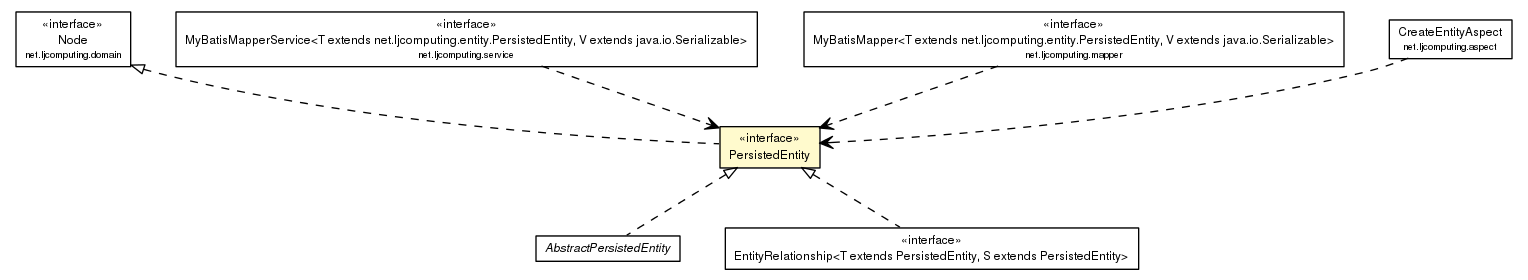 «interface»
Node
net.ljcomputing.domain
«interface»
MyBatisMapperService<T extends net.ljcomputing.entity.PersistedEntity, V extends java.io.Serializable>
net.ljcomputing.service
«interface»
MyBatisMapper<T extends net.ljcomputing.entity.PersistedEntity, V extends java.io.Serializable>
net.ljcomputing.mapper
CreateEntityAspect
net.ljcomputing.aspect
«interface»
PersistedEntity
AbstractPersistedEntity
«interface»
EntityRelationship<T extends PersistedEntity, S extends PersistedEntity>